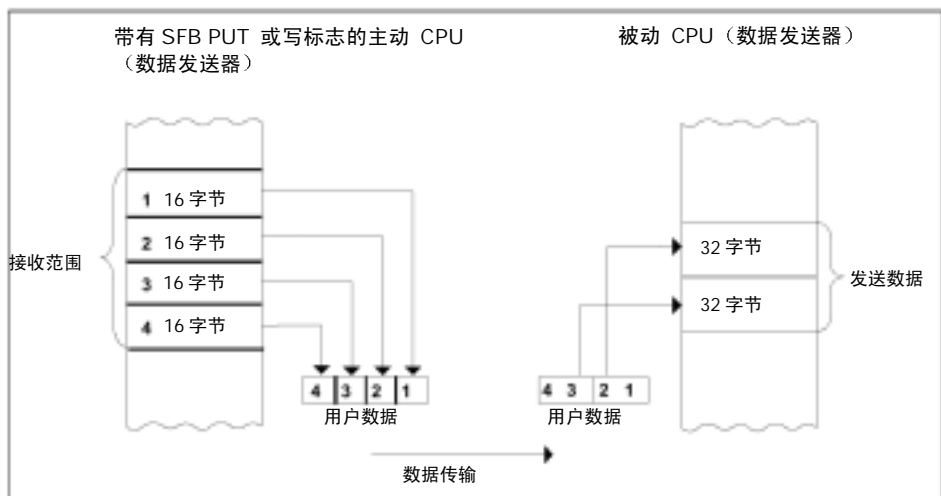 带有 SFB PUT 或写标志的主动 CPU
（数据发送器）
被动 CPU（数据发送器）
1 16 字节
2 16 字节
3 16 字节
4 16 字节
接收范围
32 字节
32 字节
发送数据
4 3 2 1
用户数据
4 3 2 1
用户数据
数据传输